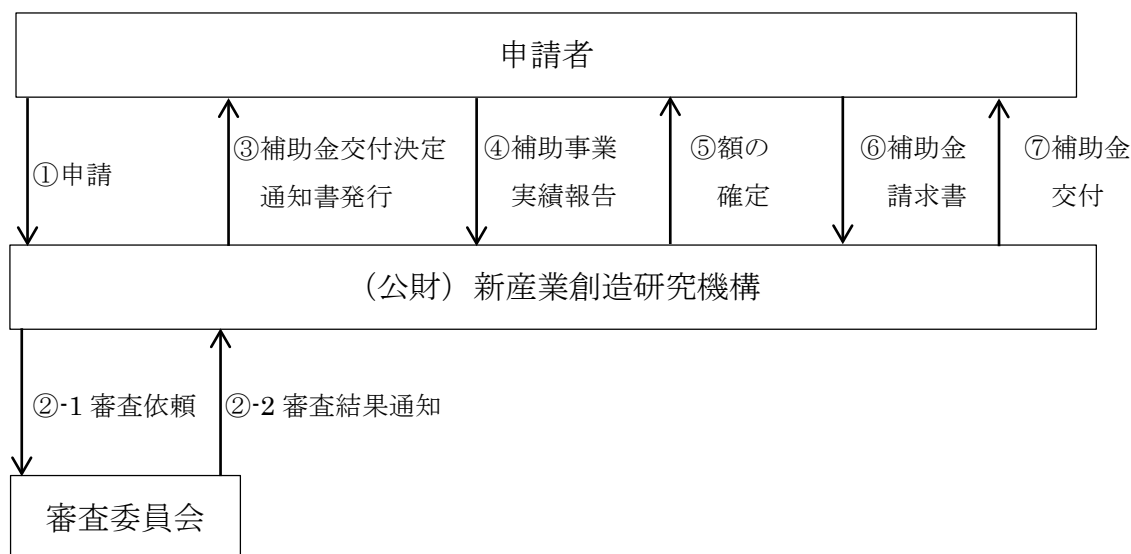 申請者
①申請
③補助金交付決定
通知書発行
④補助事業
実績報告
⑤額の
確定
⑥補助金
請求書
⑦補助金
交付
（公財）新産業創造研究機構
②-1 審査依頼
②-2 審査結果通知
審査委員会